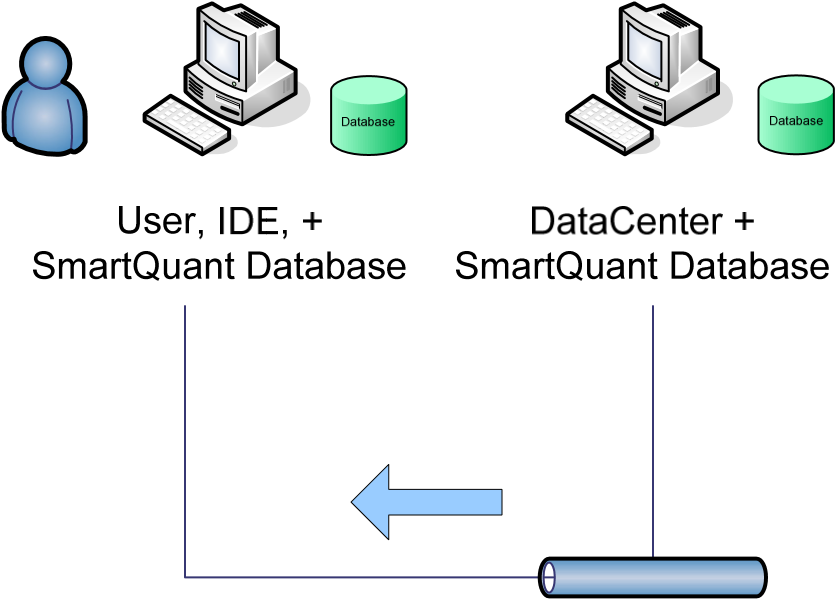 Database
Database
User, IDE, +
SmartQuant Database
DataCenter +
SmartQuant Database